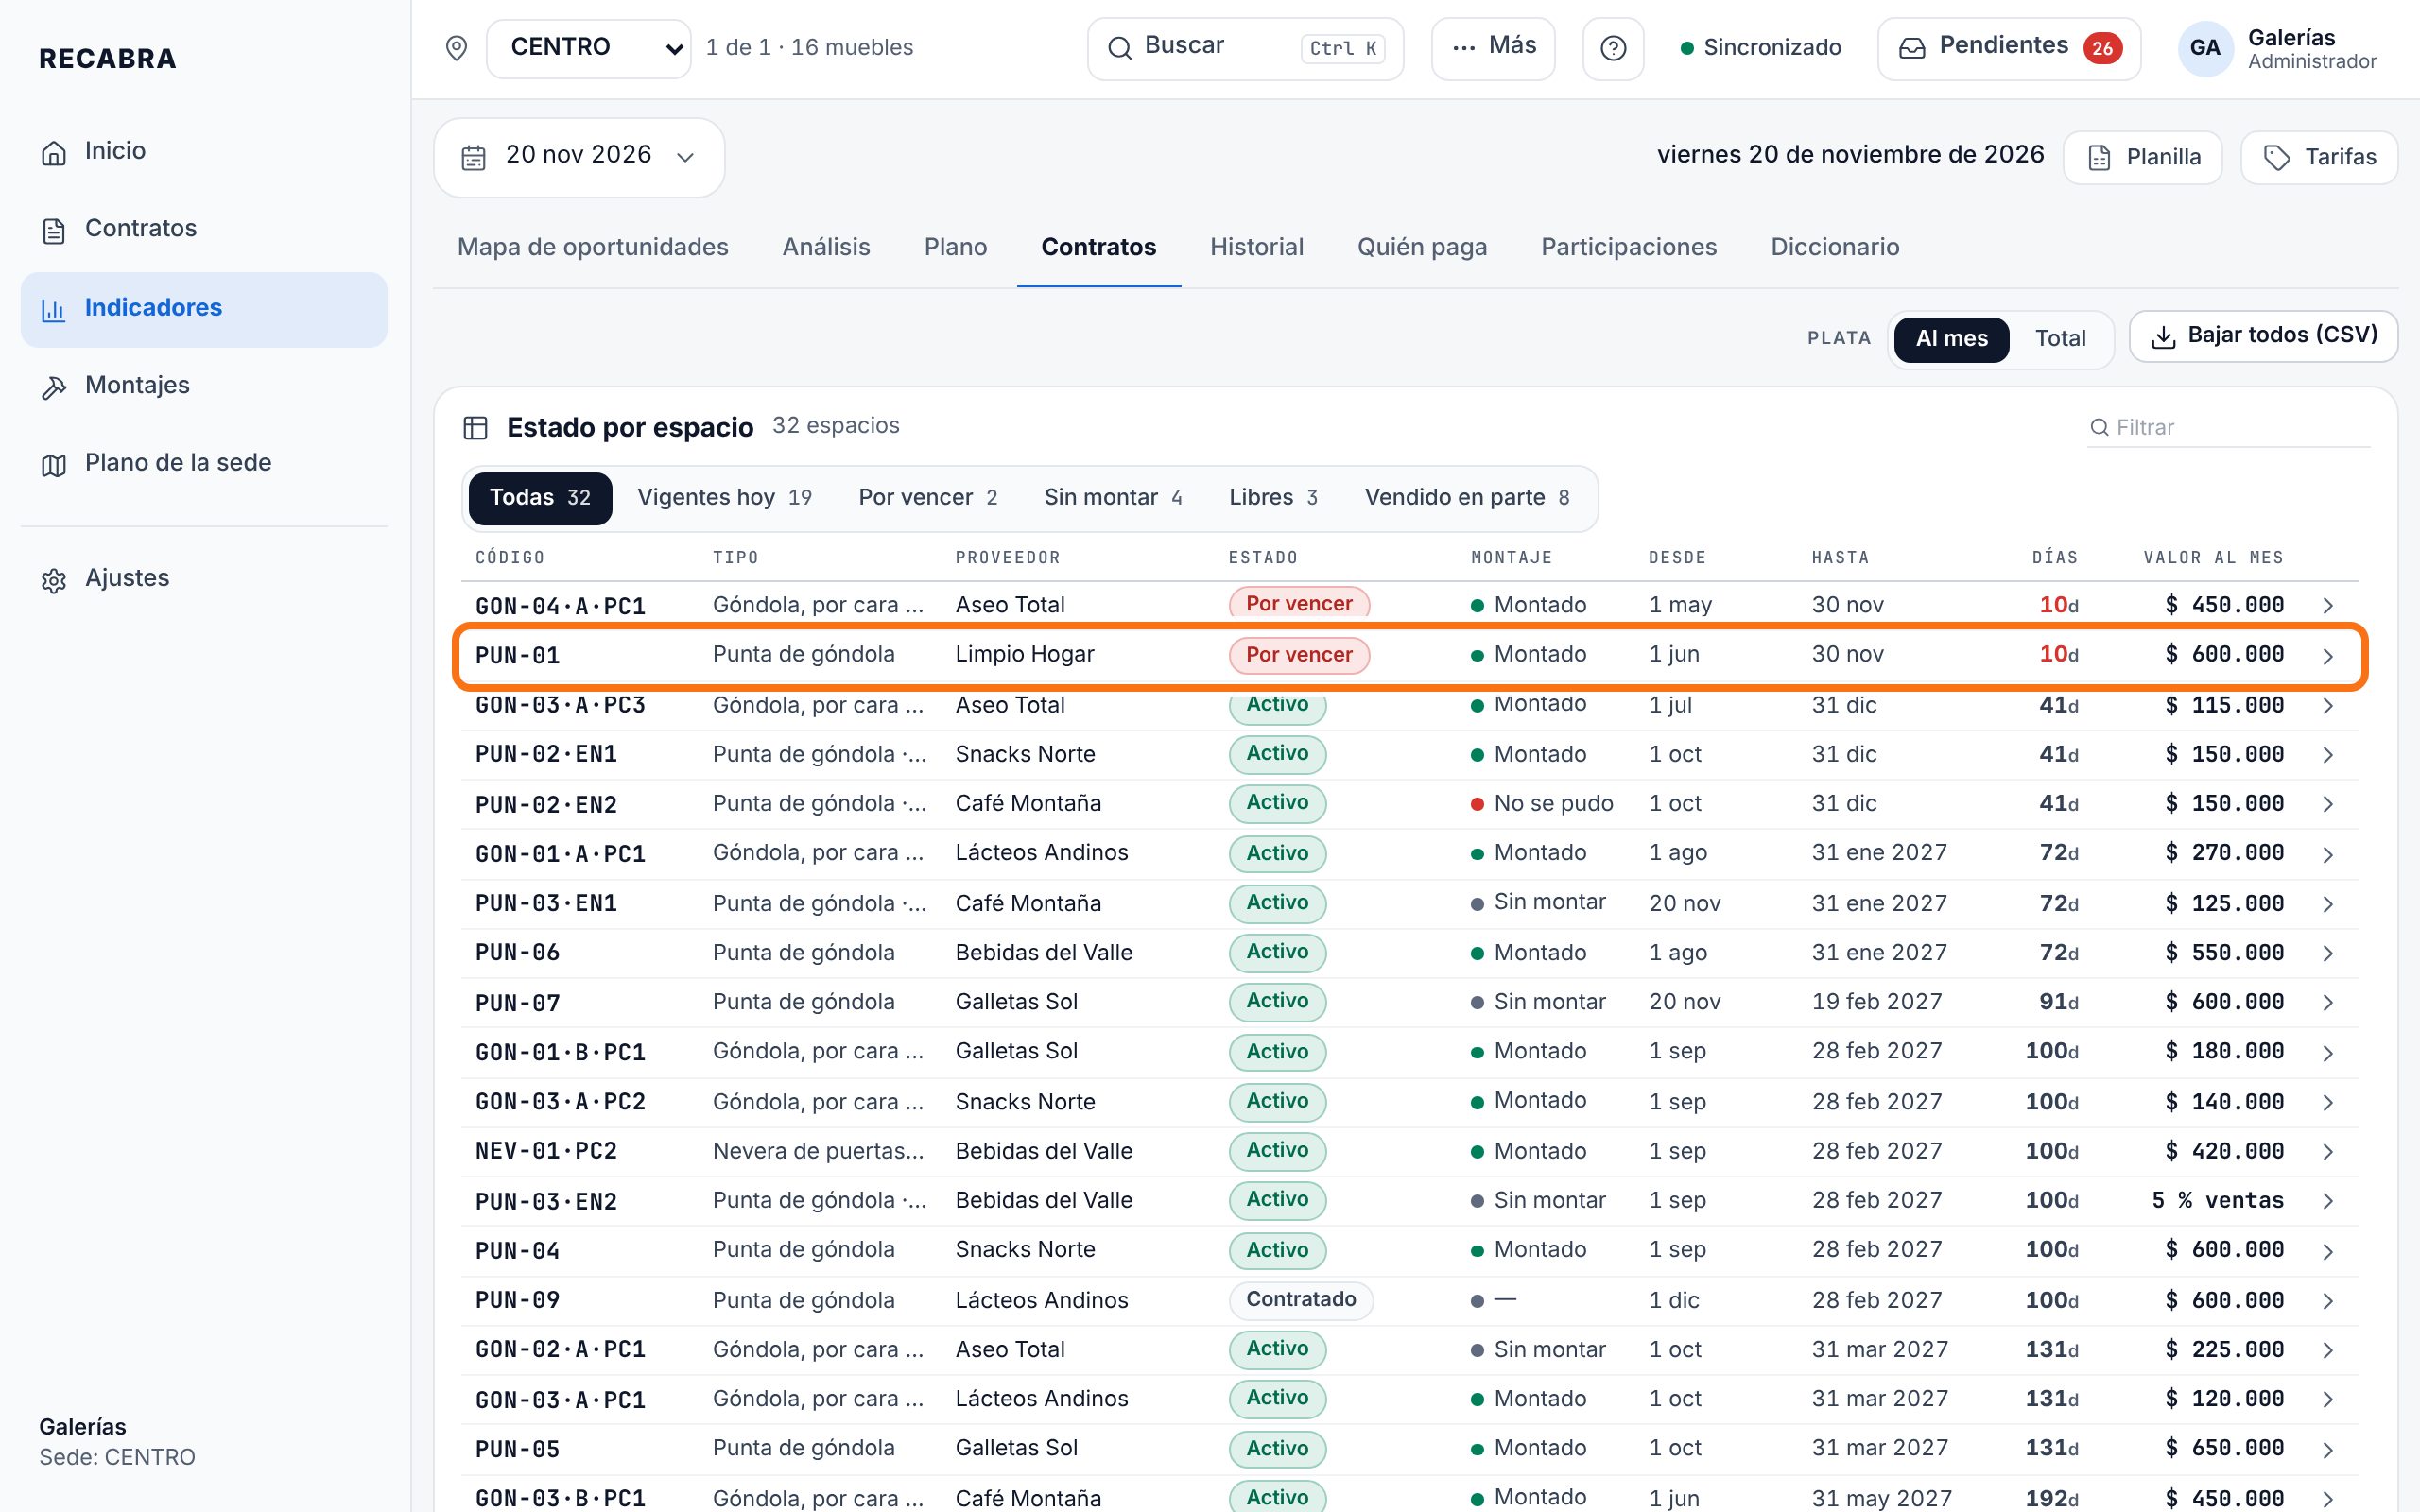 RECABRA
CENTRO
1 de 1 · 16 muebles
Buscar
Ctrl K
··· Más
Sincronizado
Pendientes 26
GA
Galerías
Administrador
Inicio
Contratos
Indicadores
Montajes
Plano de la sede
Ajustes
Galerías
Sede: CENTRO
20 nov 2026
viernes 20 de noviembre de 2026
Planilla
Tarifas
Mapa de oportunidades Análisis Plano Contratos Historial Quién paga Participaciones Diccionario
PLATA Al mes Total
Bajar todos (CSV)
Estado por espacio 32 espacios
Filtrar
Todas 32 Vigentes hoy 19 Por vencer 2 Sin montar 4 Libres 3 Vendido en parte 8
CÓDIGO TIPO PROVEEDOR ESTADO MONTAJE DESDE HASTA DÍAS VALOR AL MES
GON-04·A·PC1 Góndola, por cara ... Aseo Total Por vencer Montado 1 may 30 nov 10d $ 450.000
PUN-01 Punta de góndola Limpio Hogar Por vencer Montado 1 jun 30 nov 10d $ 600.000
GON-03·A·PC3 Góndola, por cara ... Aseo Total Activo Montado 1 jul 31 dic 41d $ 115.000
PUN-02·EN1 Punta de góndola ·... Snacks Norte Activo Montado 1 oct 31 dic 41d $ 150.000
PUN-02·EN2 Punta de góndola ·... Café Montaña Activo No se pudo 1 oct 31 dic 41d $ 150.000
GON-01·A·PC1 Góndola, por cara ... Lácteos Andinos Activo Montado 1 ago 31 ene 2027 72d $ 270.000
PUN-03·EN1 Punta de góndola ·... Café Montaña Activo Sin montar 20 nov 31 ene 2027 72d $ 125.000
PUN-06 Punta de góndola Bebidas del Valle Activo Montado 1 ago 31 ene 2027 72d $ 550.000
PUN-07 Punta de góndola Galletas Sol Activo Sin montar 20 nov 19 feb 2027 91d $ 600.000
GON-01·B·PC1 Góndola, por cara ... Galletas Sol Activo Montado 1 sep 28 feb 2027 100d $ 180.000
GON-03·A·PC2 Góndola, por cara ... Snacks Norte Activo Montado 1 sep 28 feb 2027 100d $ 140.000
NEV-01·PC2 Nevera de puertas... Bebidas del Valle Activo Montado 1 sep 28 feb 2027 100d $ 420.000
PUN-03·EN2 Punta de góndola ·... Bebidas del Valle Activo Sin montar 1 sep 28 feb 2027 100d 5 % ventas
PUN-04 Punta de góndola Snacks Norte Activo Montado 1 sep 28 feb 2027 100d $ 600.000
PUN-09 Punta de góndola Lácteos Andinos Contratado — 1 dic 28 feb 2027 100d $ 600.000
GON-02·A·PC1 Góndola, por cara ... Aseo Total Activo Sin montar 1 oct 31 mar 2027 131d $ 225.000
GON-03·A·PC1 Góndola, por cara ... Lácteos Andinos Activo Montado 1 oct 31 mar 2027 131d $ 120.000
PUN-05 Punta de góndola Galletas Sol Activo Montado 1 oct 31 mar 2027 131d $ 650.000
GON-03·B·PC1 Góndola, por cara ... Café Montaña Activo Montado 1 jun 31 may 2027 192d $ 450.000